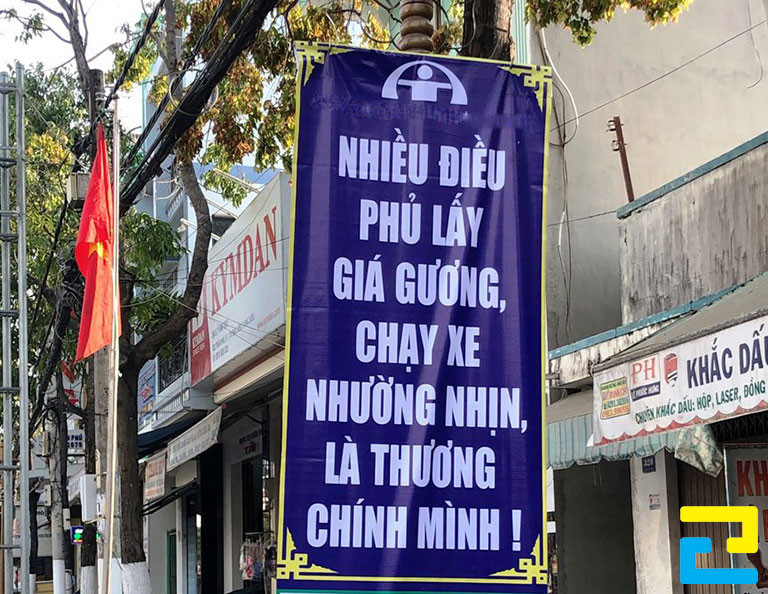 NHIỀU ĐIỀU
PHỦ LẤY
GIÁ GƯƠNG,
CHẠY XE
NHƯỜNG NHỊN,
LÀ THƯƠNG
CHÍNH MÌNH !
KYMDAN
PH
KHẮC DẤU
CHUYÊN KHẮC DẤU: HỘP, LASER, ĐỒNG
KH